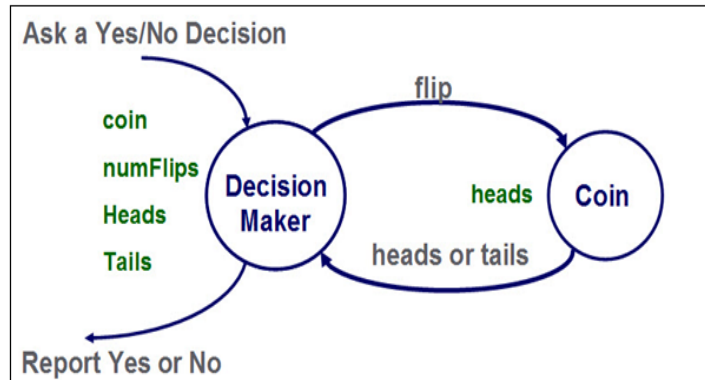 Ask a Yes/No Decision
flip
coin
numFlips
Heads
Tails
Decision
Maker
heads
Coin
heads or tails
Report Yes or No